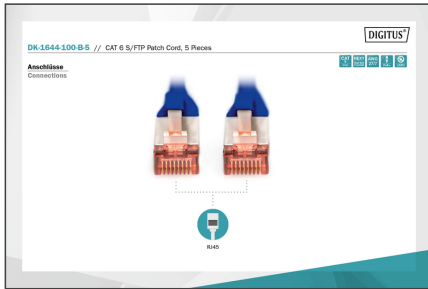 DIGITUS®
DK-1644-100-B-5 // CAT 6 S/FTP Patch Cord, 5 Pieces
Anschlüsse
Connections
RJ45